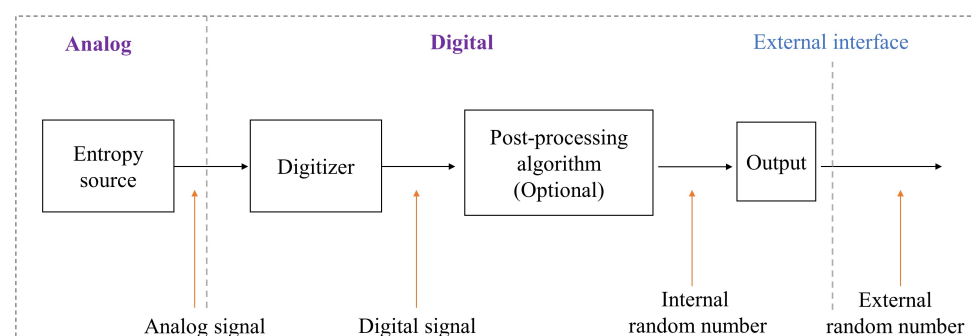 Analog
Digital
External interface
Entropy
source
Digitizer
Post-processing
algorithm
(Optional)
Output
Analog signal
Digital signal
Internal
random number
External
random number